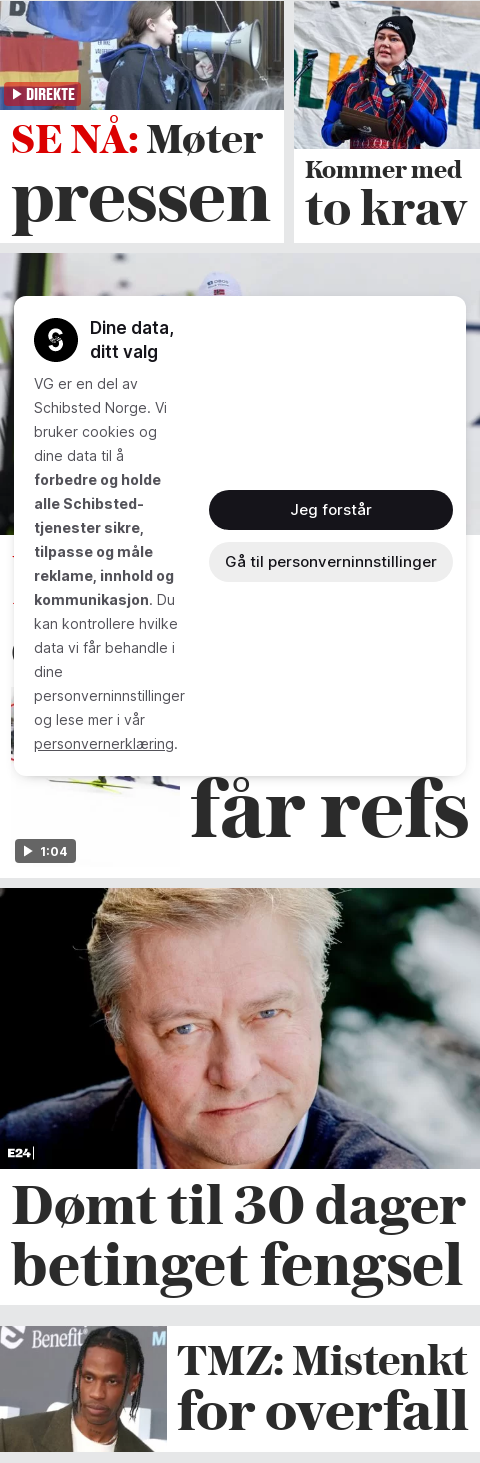 DIREKTE
SE NÅ: Møter
pressen
Kommer med
to krav
Dine data,
ditt valg
VG er en del av
Schibsted Norge. Vi
bruker cookies og
dine data til å
forbedre og holde
alle Schibsted-
tjenester sikre,
tilpasse og måle
reklame, innhold og
kommunikasjon. Du
kan kontrollere hvilke
data vi får behandle i
dine
personverninnstillinger
og lese mer i vår
personvernerklæring.
Jeg forstår
Gå til personverninnstillinger
får refs
1:04
E24
Dømt til 30 dager
betinget fengsel
Benefit
TMZ: Mistenkt
for overfall